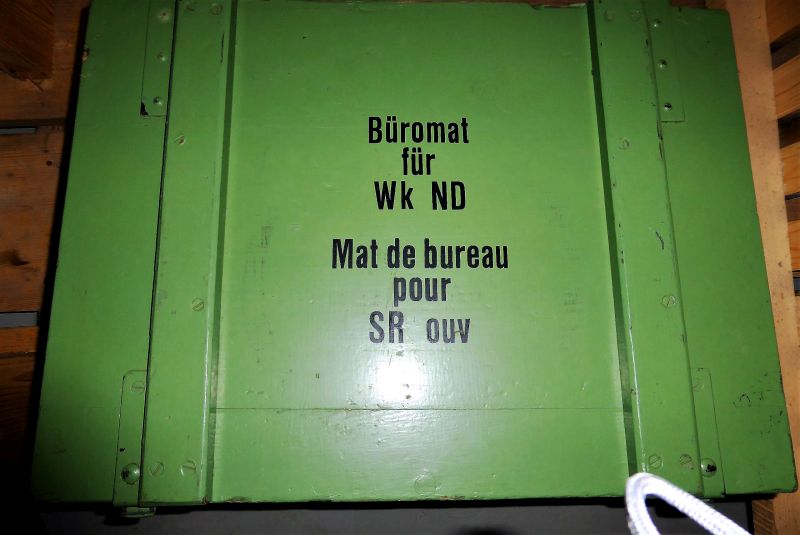 Büromat
für
Wk ND
Mat de bureau
pour
SR ouv